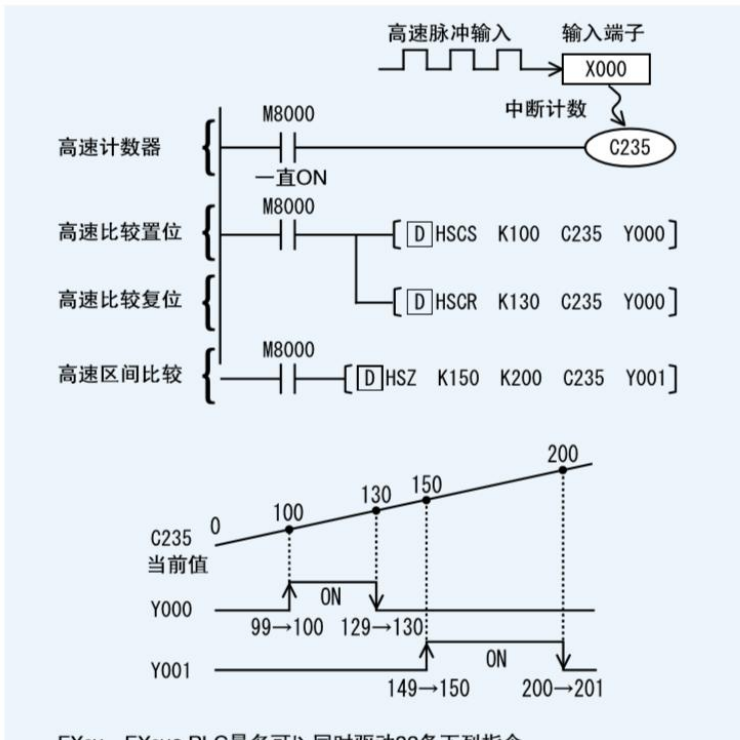 高速脉冲输入 输入端子
X000
中断计数
M8000
高速计数器
C235
一直ON
M8000
高速比较置位 [D HSCS K100 C235 Y000]
高速比较复位 [D HSCR K130 C235 Y000]
M8000
高速区间比较 [D HSZ K150 K200 C235 Y001]
200
150
130
100
0
C235
当前值
ON
Y000
99→100 129→130
ON
Y001
149→150 200→201